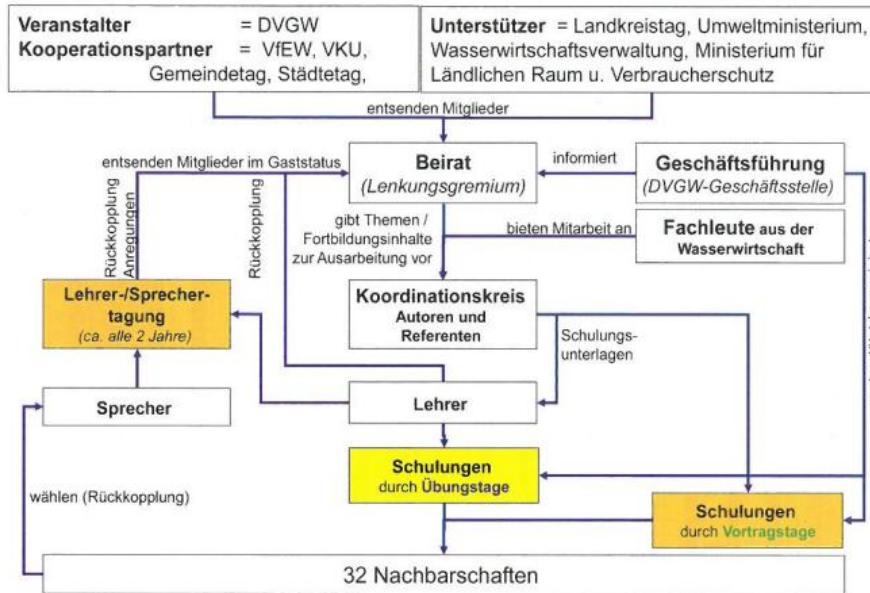 Veranstalter = DVGW
Kooperationspartner = VfEW, VKU,
Gemeindetag, Städtetag,
Unterstützer = Landkreistag, Umweltministerium,
Wasserwirtschaftsverwaltung, Ministerium für
Ländlichen Raum u. Verbraucherschutz
entsenden Mitglieder
entsenden Mitglieder im Gaststatus
Beirat
(Lenkungsgremium)
informiert
Geschäftsführung
(DVGW-Geschäftsstelle)
Rückkopplung
Anregungen
Rückkopplung
gibt Themen /
Fortbildungsinhalte
zur Ausarbeitung vor
bieten Mitarbeit an
Fachleute aus der
Wasserwirtschaft
Lehrer-/Sprecher-
tagung
(ca. alle 2 Jahre)
Koordinationskreis
Autoren und
Referenten
Schulungs-
unterlagen
Sprecher
Lehrer
wählen (Rückkopplung)
Schulungen
durch Übungstage
Schulungen
durch Vortragstage
32 Nachbarschaften